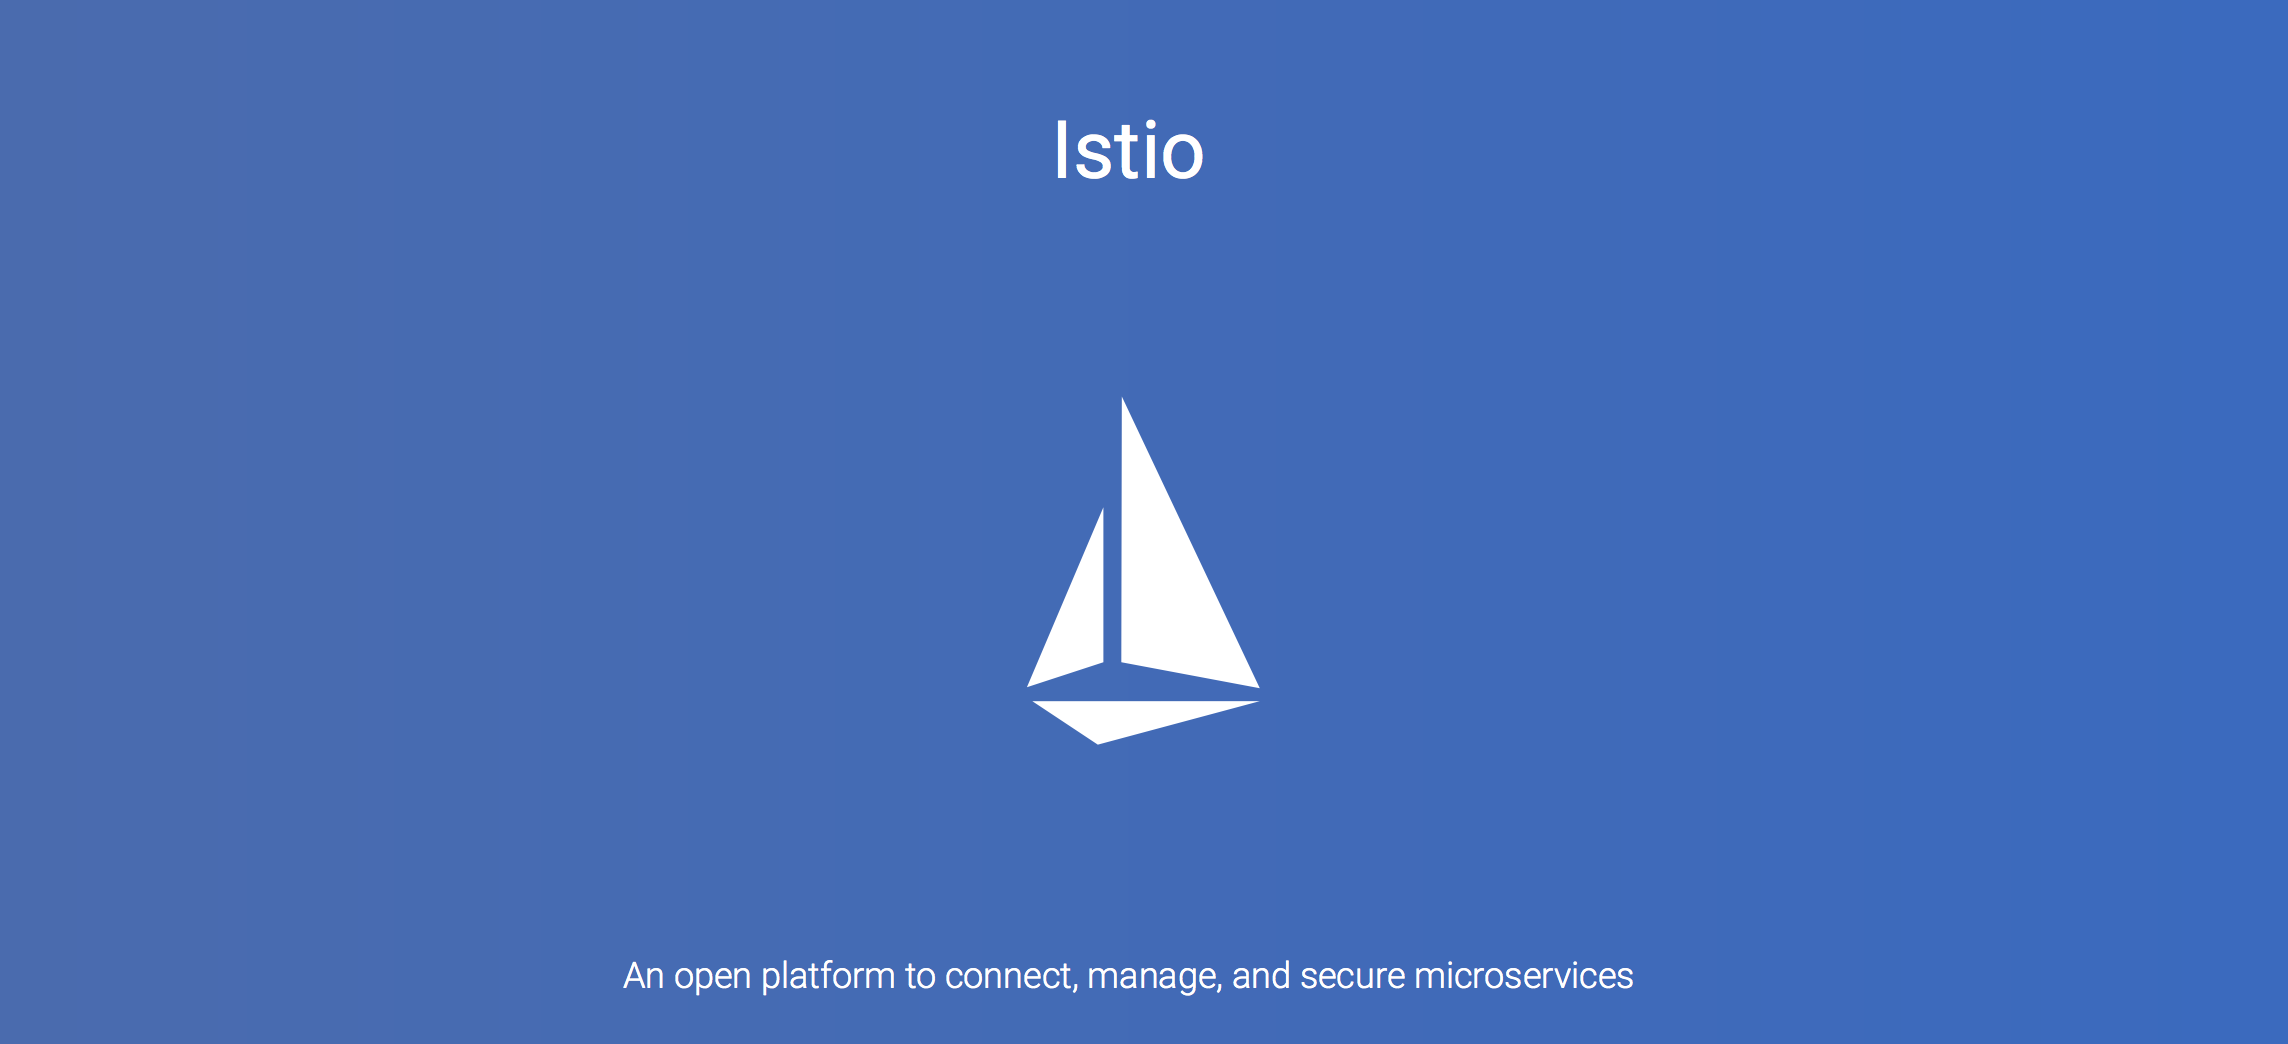 Istio
An open platform to connect, manage, and secure microservices